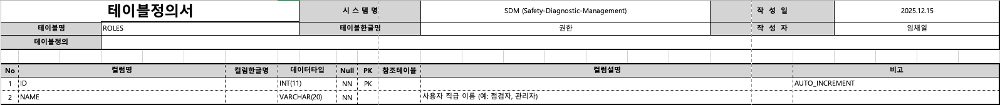 테이블정의서 시 스 템 명 SDM (Safety-Diagnostic-Management) 작 성 일 2025.12.15
테이블명 ROLES 테이블한글명 권한 작 성 자 임채일
테이블정의
No 컬럼명 컬럼한글명 데이터타입 Null PK 참조테이블 컬럼설명 비고
1 ID INT(11) NN PK AUTO_INCREMENT
2 NAME VARCHAR(20) NN 사용자 직급 이름 (예: 점검자, 관리자)